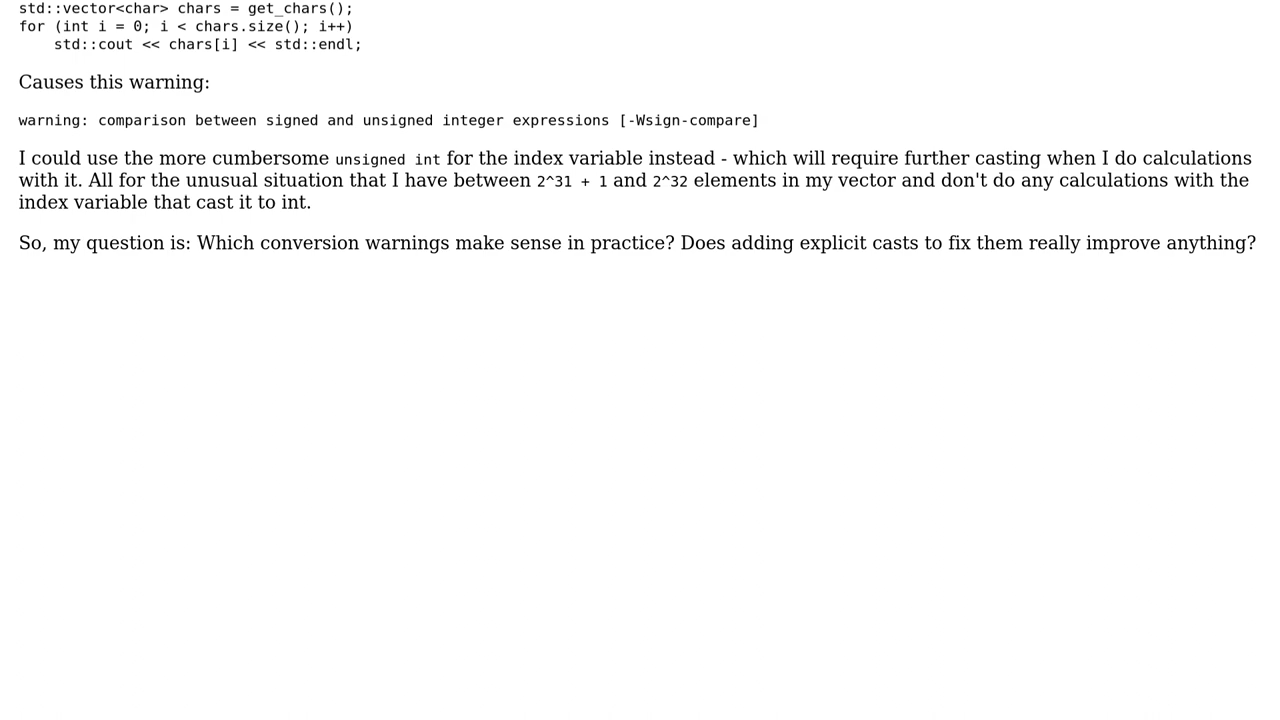 std::vector<char> chars = get_chars();
for (int i = 0; i < chars.size(); i++)
    std::cout << chars[i] << std::endl;
Causes this warning:
warning: comparison between signed and unsigned integer expressions [-Wsign-compare]
I could use the more cumbersome unsigned int for the index variable instead - which will require further casting when I do calculations
with it. All for the unusual situation that I have between 2^31 + 1 and 2^32 elements in my vector and don't do any calculations with the
index variable that cast it to int.
So, my question is: Which conversion warnings make sense in practice? Does adding explicit casts to fix them really improve anything?